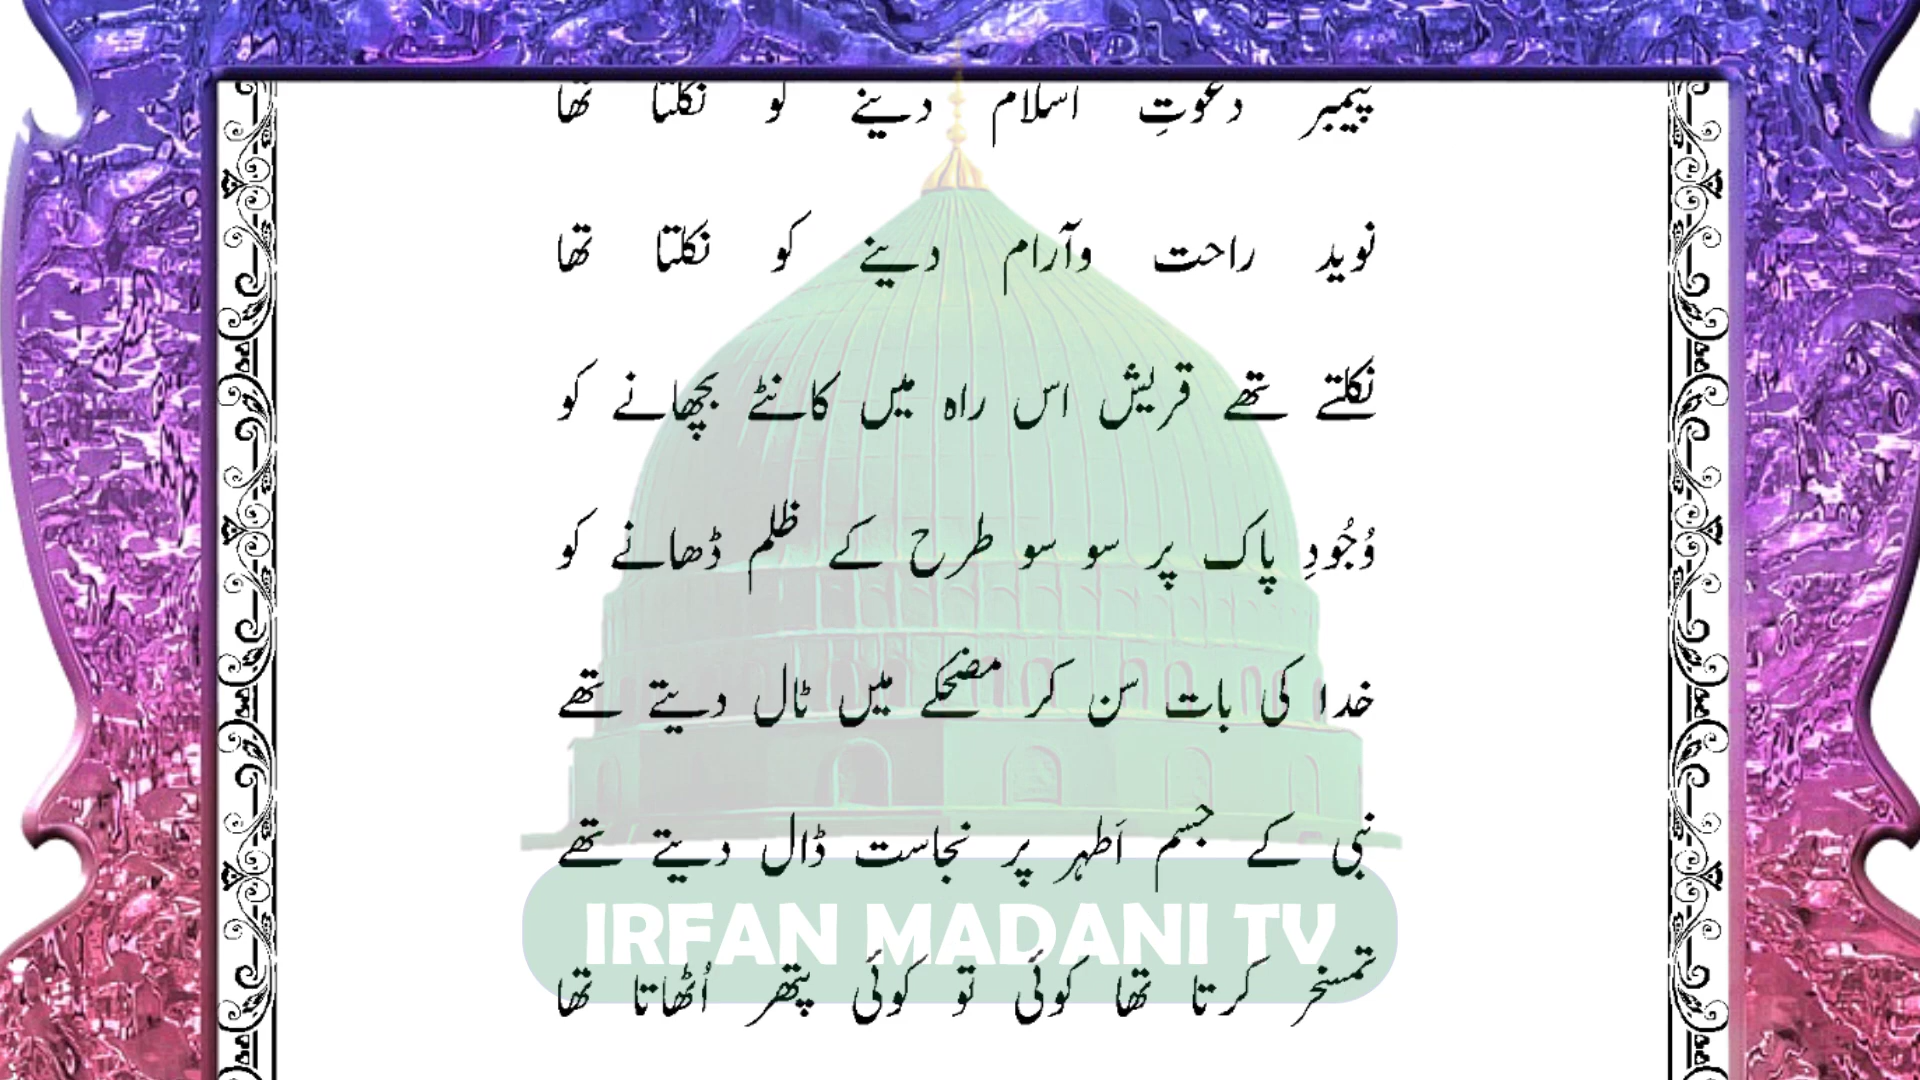 پیمبر دعوتِ اسلام دینے کو نکلتا تھا
نوید راحت وآرام دینے کو نکلتا تھا
نکلتے تھے قریش اس راہ میں کانٹے بچھانے کو
وُجُودِ پاک پر سو سو طرح کے ظلم ڈھانے کو
خدا کی بات سن کر مضحکے میں ٹال دیتے تھے
نبی کے جسم اَطہر پر نجاست ڈال دیتے تھے
IRFAN MADANI TV
تمسخر کرتا تھا کوئی تو کوئی پتھر اُٹھاتا تھا